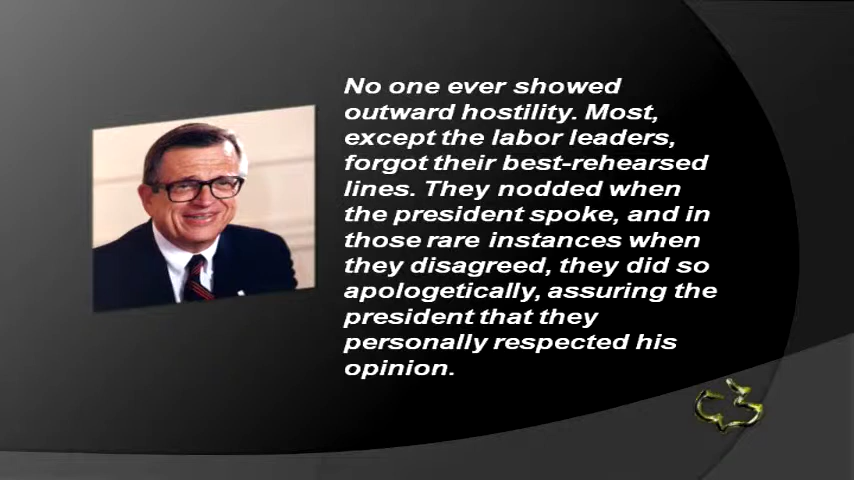 No one ever showed
outward hostility. Most,
except the labor leaders,
forgot their best-rehearsed
lines. They nodded when
the president spoke, and in
those rare instances when
they disagreed, they did so
apologetically, assuring the
president that they
personally respected his
opinion.